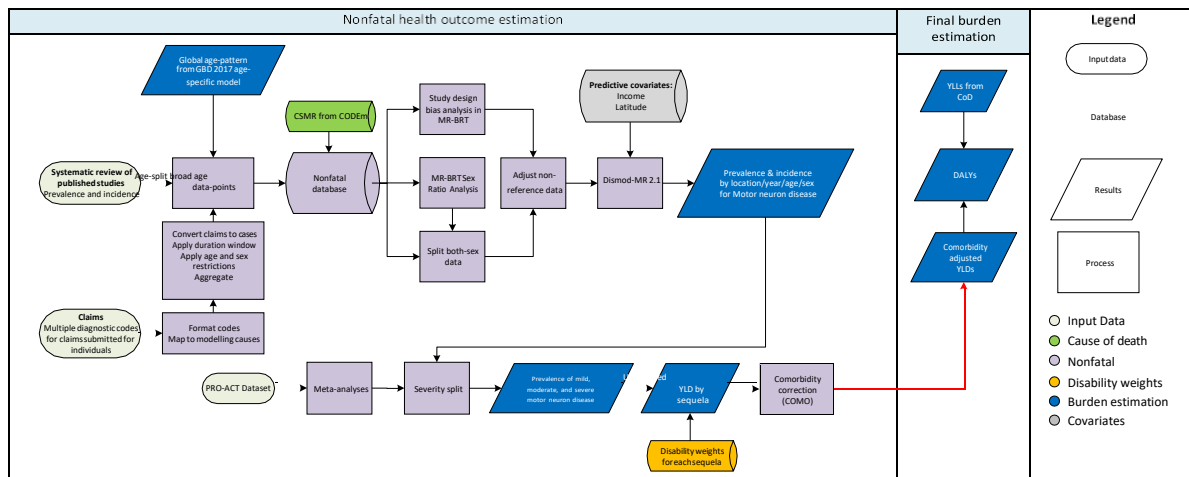 Nonfatal health outcome estimation
Final burden
estimation
Legend
Global age-pattern
from GBD 2017 age-
specific model
CSMR from CODEm
Study design
bias analysis in
MR-BRT
Predictive covariates:
Income
Latitude
YLLs from
CoD
Input data
Database
Systematic review of
published studies
Prevalence and incidence
Age-split broad age
data-points
Nonfatal
database
MR-BRT Sex
Ratio Analysis
Adjust non-
reference data
Dismod-MR 2.1
Prevalence & incidence
by location/year/age/sex
for Motor neuron disease
DALYs
Results
Convert claims to cases
Apply duration window
Apply age and sex
restrictions
Aggregate
Split both-sex
data
Comorbidity
adjusted
YLDs
Process
Claims
Multiple diagnostic codes
for claims submitted for
individuals
Format codes
Map to modelling causes
Input Data
Cause of death
Nonfatal
Disability weights
Burden estimation
Covariates
PRO-ACT Dataset
Meta-analyses
Severity split
Prevalence of mild,
moderate, and severe
motor neuron disease
YLD by
sequela
Comorbidity
correction
(COMO)
Disability weights
for each sequela